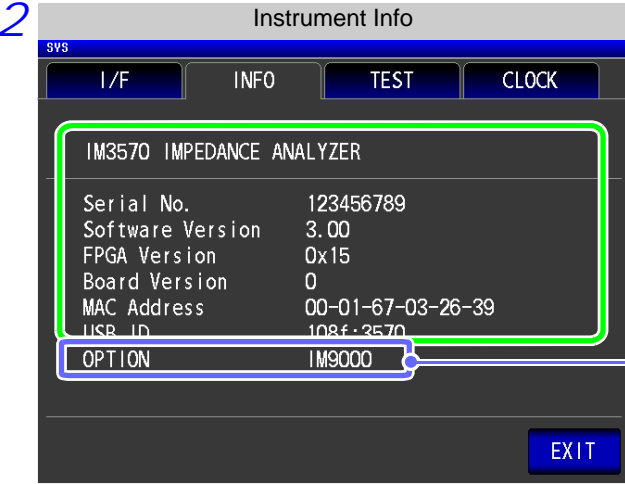 2
Instrument Info
SYS
I/F INFO TEST CLOCK
IM3570 IMPEDANCE ANALYZER
Serial No. 123456789
Software Version 3.00
FPGA Version 0x15
Board Version 0
MAC Address 00-01-67-03-26-39
USB ID 108f:3570
OPTION IM9000
EXIT